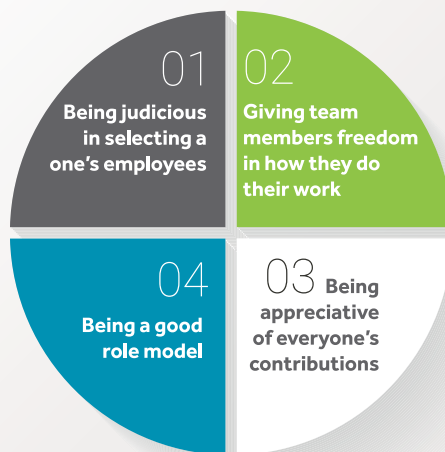 01
Being judicious
in selecting a
one's employees
02
Giving team
members freedom
in how they do
their work
03 Being
appreciative
of everyone's
contributions
04
Being a good
role model